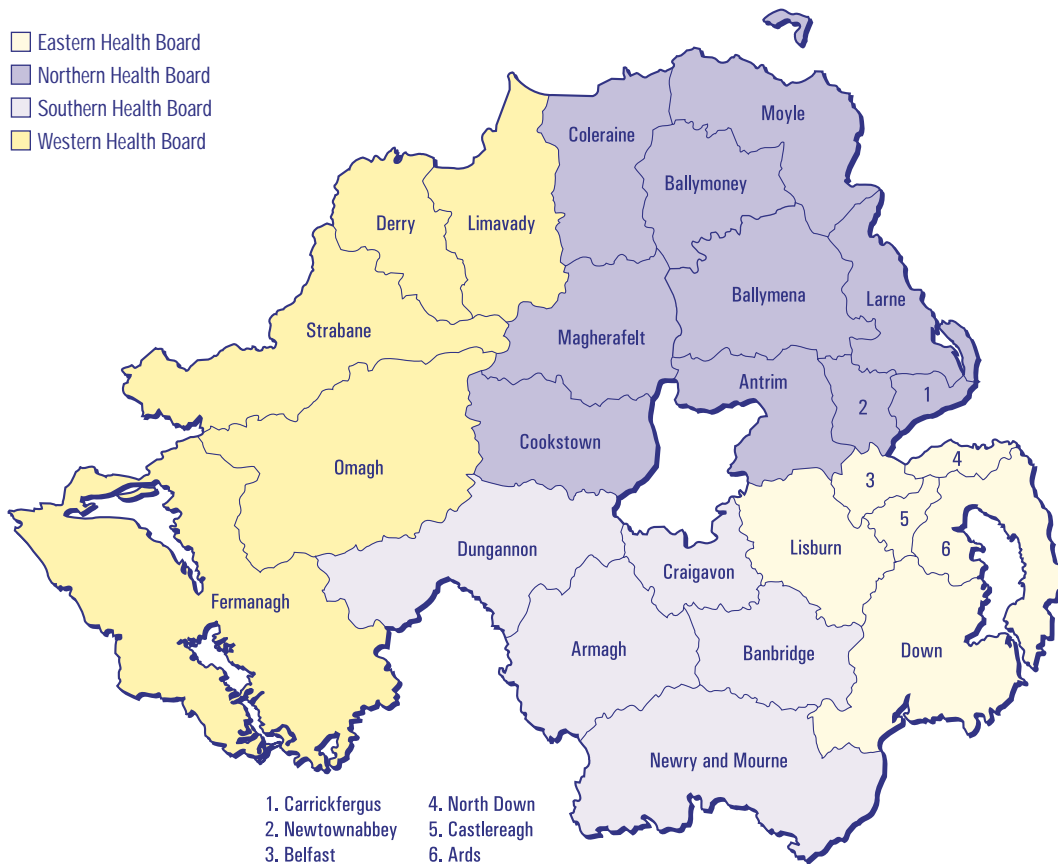 Eastern Health Board
Northern Health Board
Southern Health Board
Western Health Board
Moyle
Coleraine
Ballymoney
Derry
Limavady
Ballymena
Larne
Strabane
Magherafelt
Antrim
1
2
Cookstown
Omagh
3
4
5
6
Lisburn
Dungannon
Craigavon
Fermanagh
Armagh
Banbridge
Down
Newry and Mourne
1. Carrickfergus
2. Newtownabbey
3. Belfast
4. North Down
5. Castlereagh
6. Ards